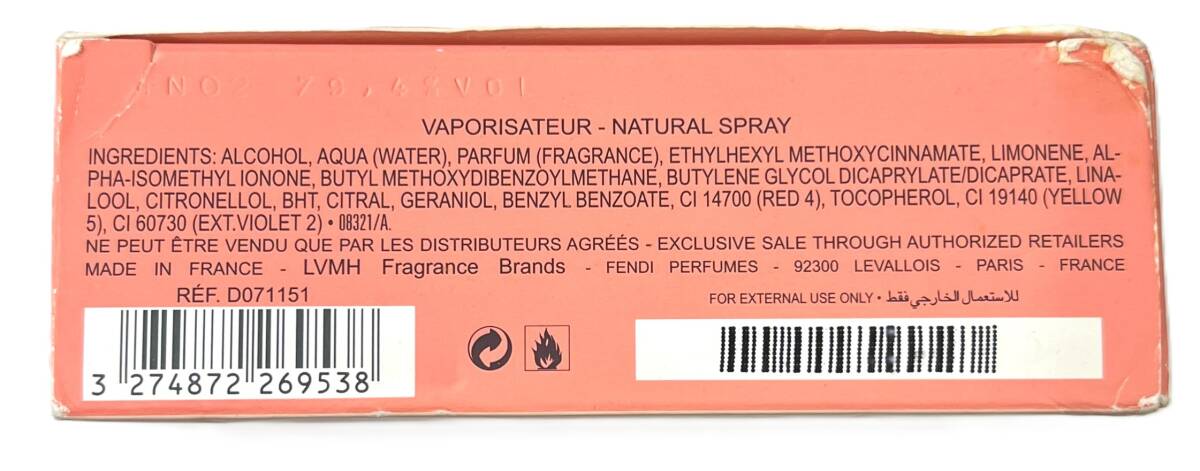 4NO2 79,4%VOl
VAPORISATEUR - NATURAL SPRAY
INGREDIENTS: ALCOHOL, AQUA (WATER), PARFUM (FRAGRANCE), ETHYLHEXYL METHOXYCINNAMATE, LIMONENE, AL-
PHA-ISOMETHYL IONONE, BUTYL METHOXYDIBENZOYLMETHANE, BUTYLENE GLYCOL DICAPRYLATE/DICAPRATE, LINA-
LOOL, CITRONELLOL, BHT, CITRAL, GERANIOL, BENZYL BENZOATE, CI 14700 (RED 4), TOCOPHEROL, CI 19140 (YELLOW
5), CI 60730 (EXT.VIOLET 2) • 08321/A.
NE PEUT ÊTRE VENDU QUE PAR LES DISTRIBUTEURS AGRÉÉS - EXCLUSIVE SALE THROUGH AUTHORIZED RETAILERS
MADE IN FRANCE - LVMH Fragrance Brands - FENDI PERFUMES - 92300 LEVALLOIS - PARIS - FRANCE
RÉF. D071151
FOR EXTERNAL USE ONLY • للاستعمال الخارجي فقط
3 274872 269538